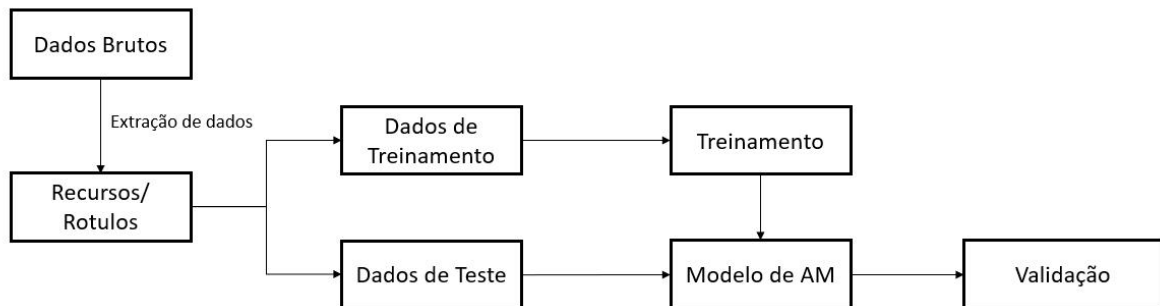 Dados Brutos
Extração de dados
Recursos/
Rotulos
Dados de
Treinamento
Treinamento
Dados de Teste
Modelo de AM
Validação